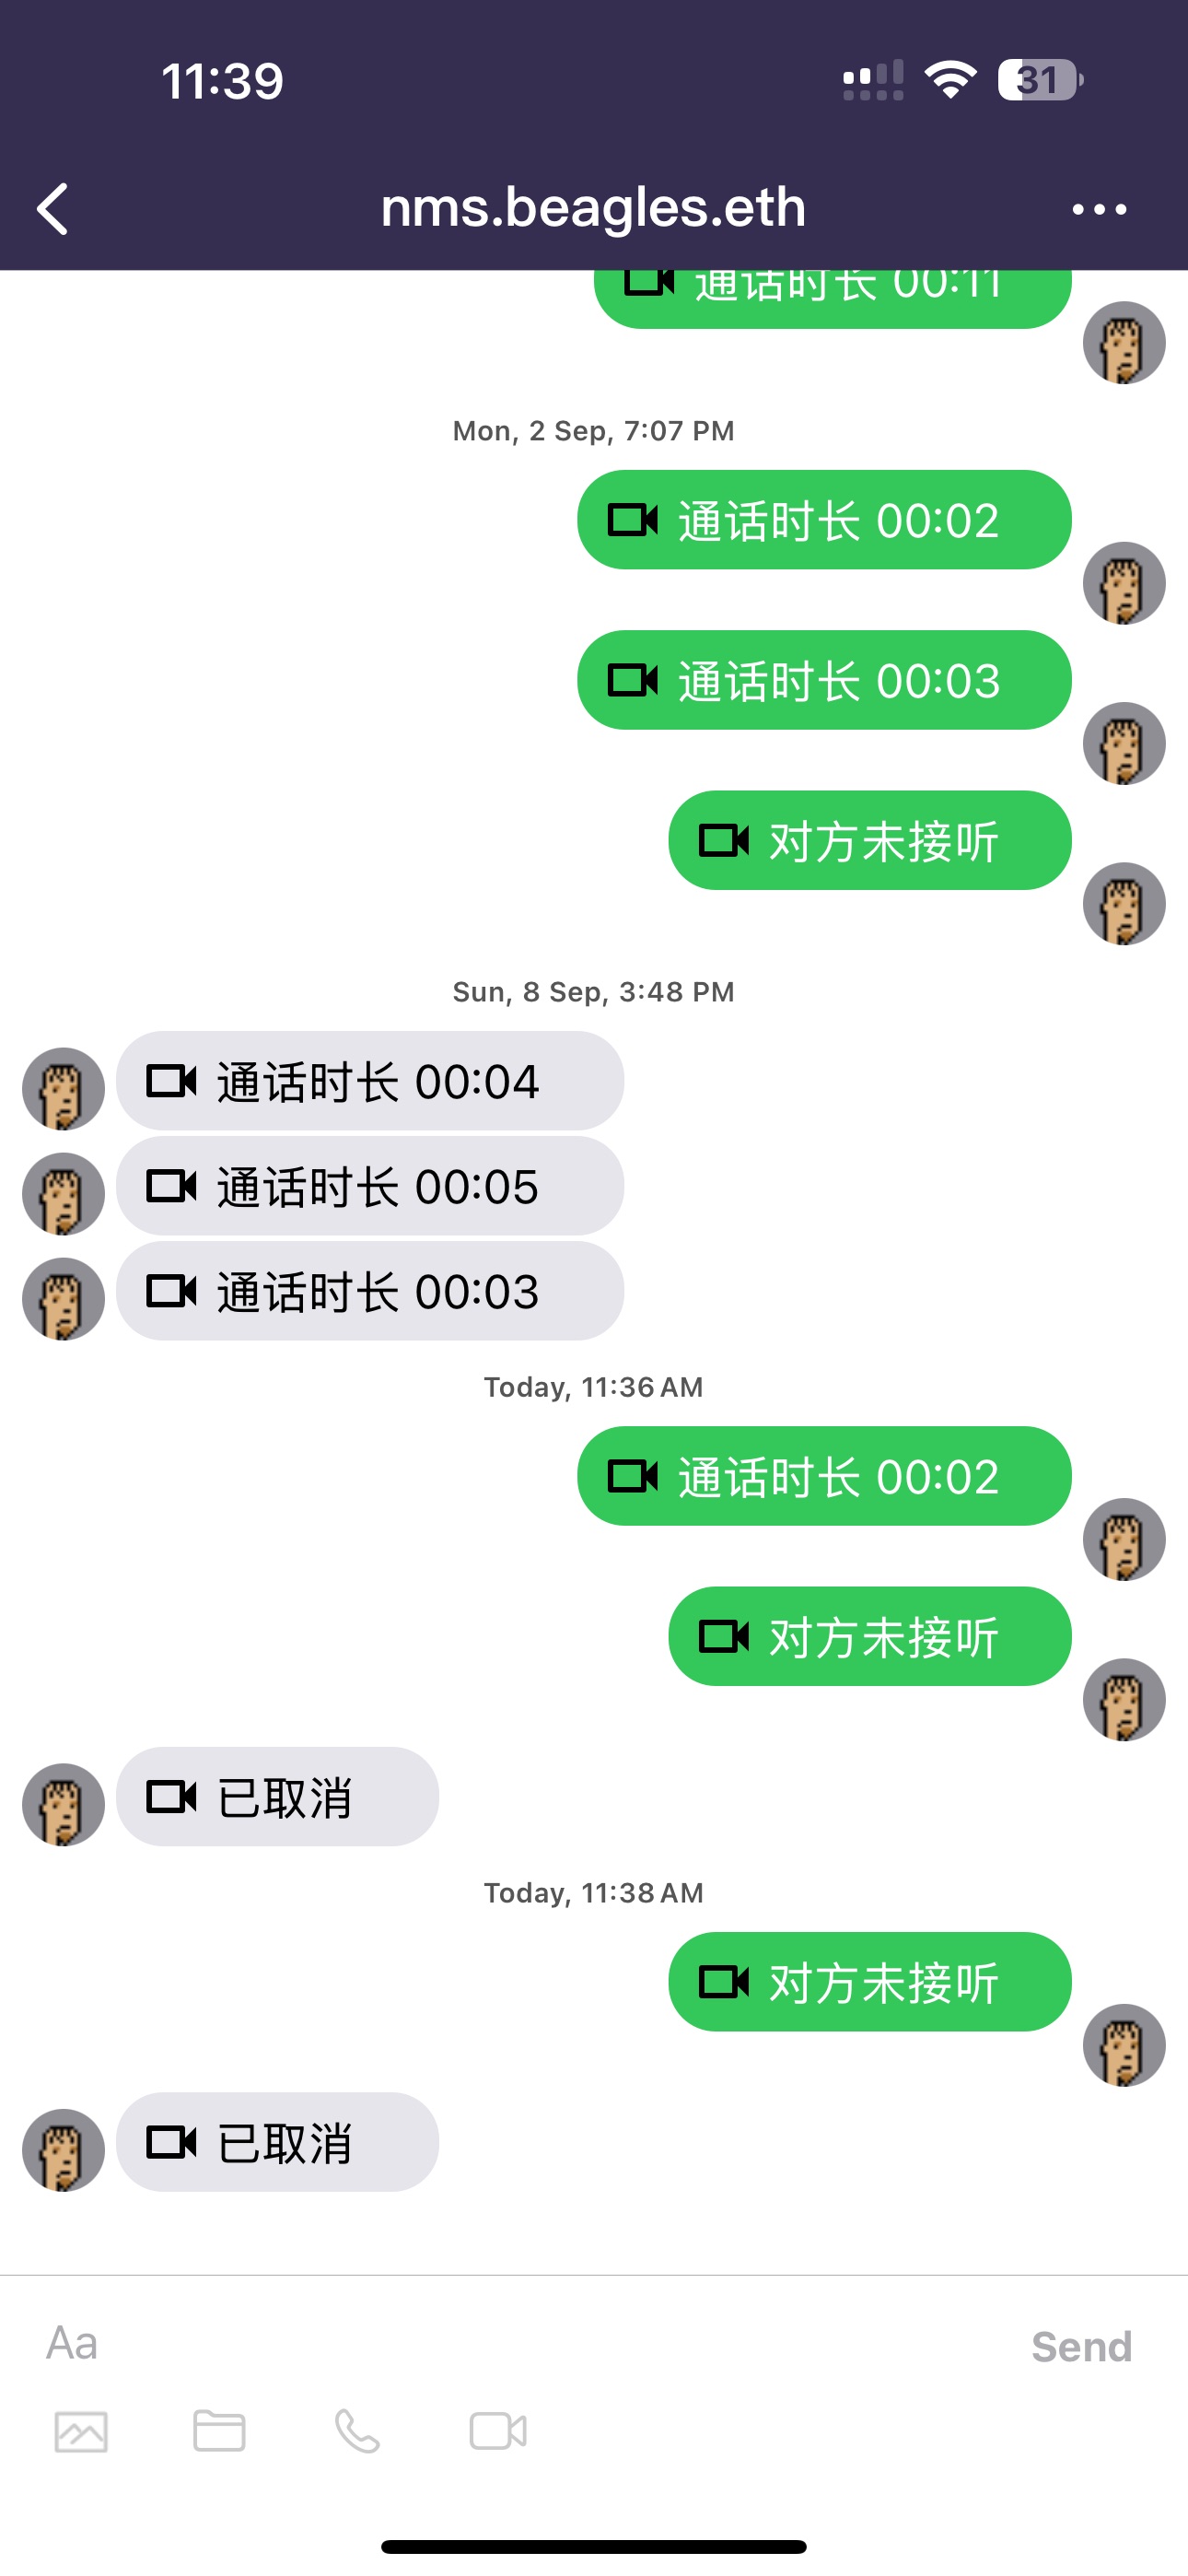 11:39
31
nms.beagles.eth
通话时长 00:11
Mon, 2 Sep, 7:07 PM
通话时长 00:02
通话时长 00:03
对方未接听
Sun, 8 Sep, 3:48 PM
通话时长 00:04
通话时长 00:05
通话时长 00:03
Today, 11:36 AM
通话时长 00:02
对方未接听
已取消
Today, 11:38 AM
对方未接听
已取消
Aa
Send